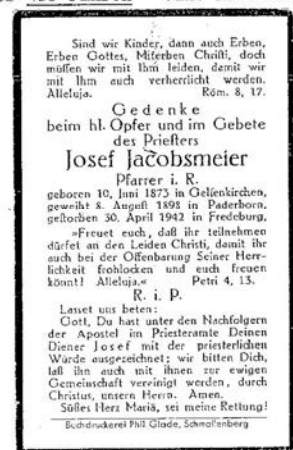 Sind wir Kinder, dann auch Erben,
Erben Gottes, Miterben Christi, doch
müssen wir mit Ihm leiden, damit wir
mit Ihm auch verherrlicht werden.
Alleluja. Röm. 8, 17.
Gedenke
beim hl. Opfer und im Gebete
des Priesters
Josef Jacobsmeier
Pfarrer i. R.
geboren 10. Juni 1873 in Gelsenkirchen,
geweiht 8. August 1898 in Paderborn,
gestorben 30. April 1942 in Fredeburg.
»Freuet euch, daß ihr teilnehmen
dürfet an den Leiden Christi, damit ihr
auch bei der Offenbarung Seiner Herr-
lichkeit frohlocken und euch freuen
könnt! Alleluja.« Petri 4, 13.
R. i. P.
Lasset uns beten:
Gott, Du hast unter den Nachfolgern
der Apostel im Priesteramte Deinen
Diener Josef mit der priesterlichen
Würde ausgezeichnet; wir bitten Dich,
laß ihn auch mit ihnen zur ewigen
Gemeinschaft vereinigt werden, durch
Christus, unsern Herrn. Amen.
Süßes Herz Mariä, sei meine Rettung!
Buchdruckerei Phil. Glade, Schmallenberg